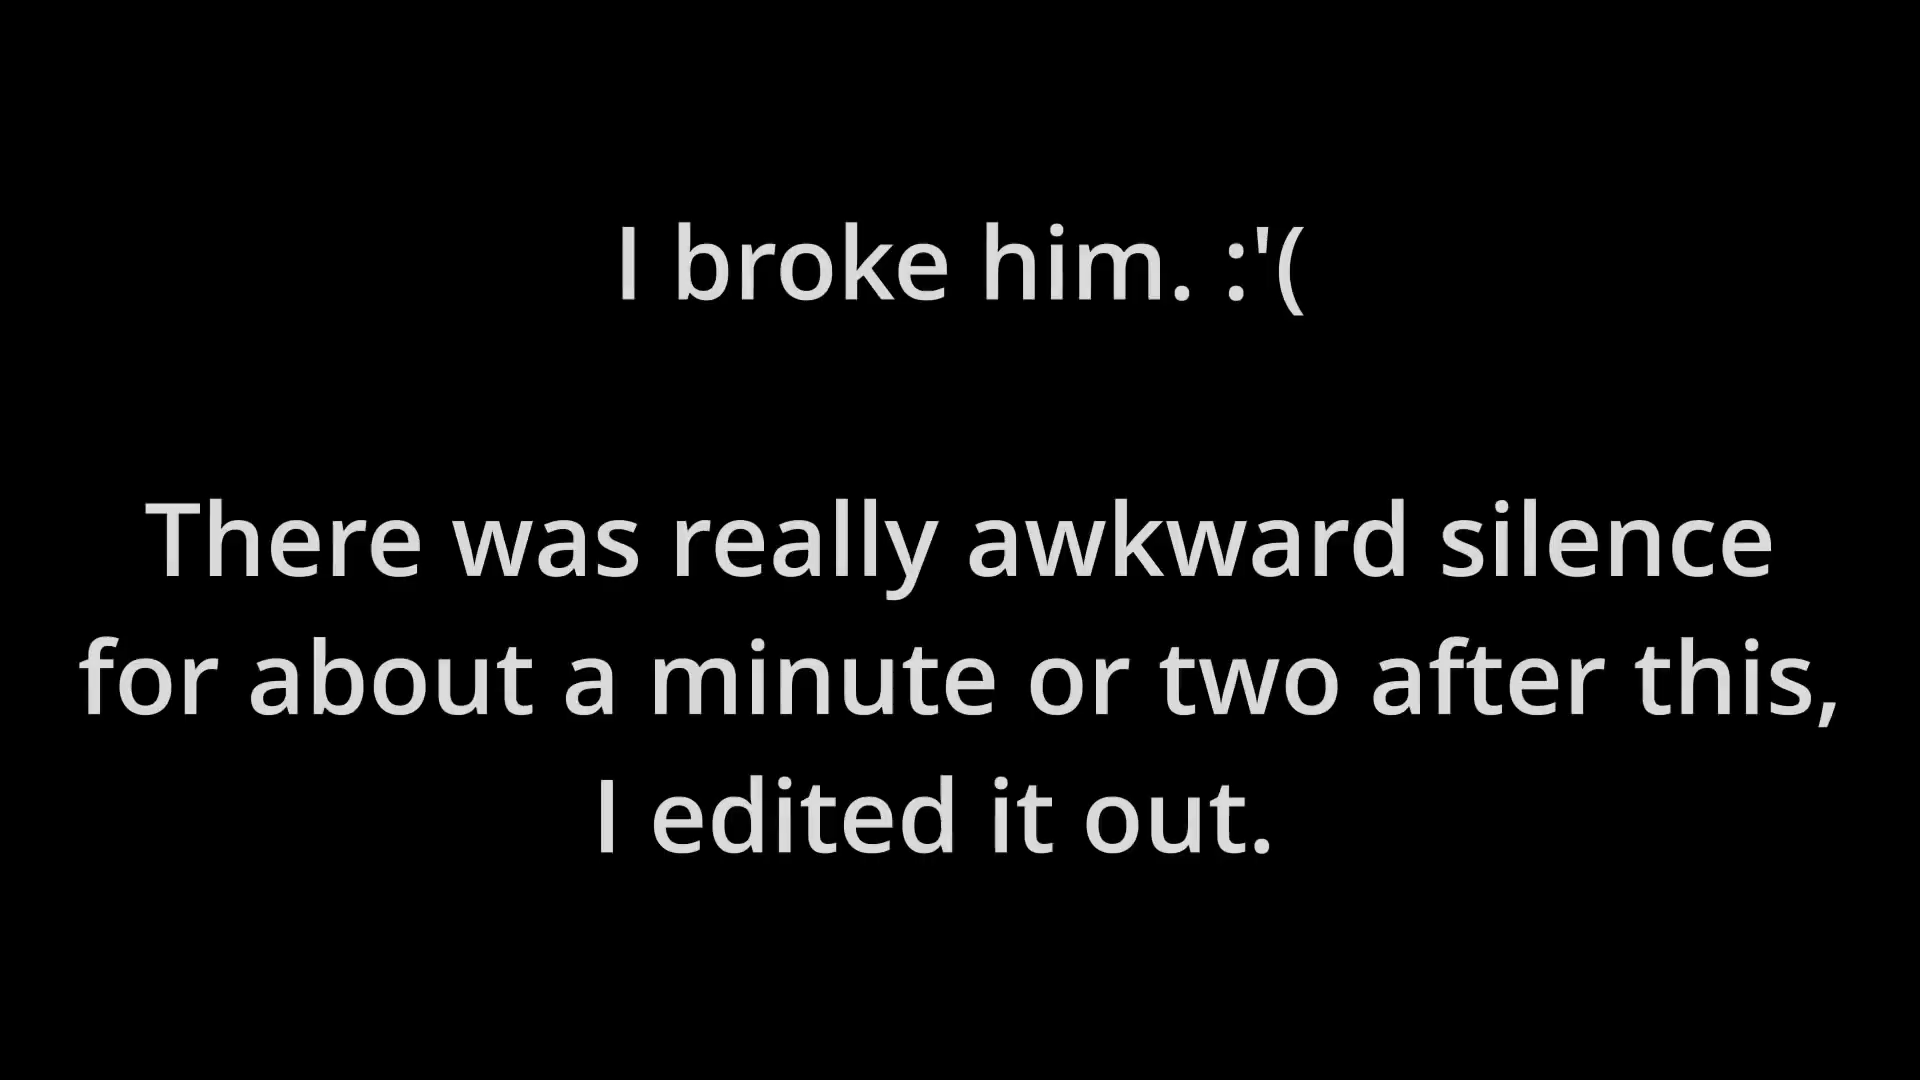 I broke him. :'(
There was really awkward silence
for about a minute or two after this,
I edited it out.